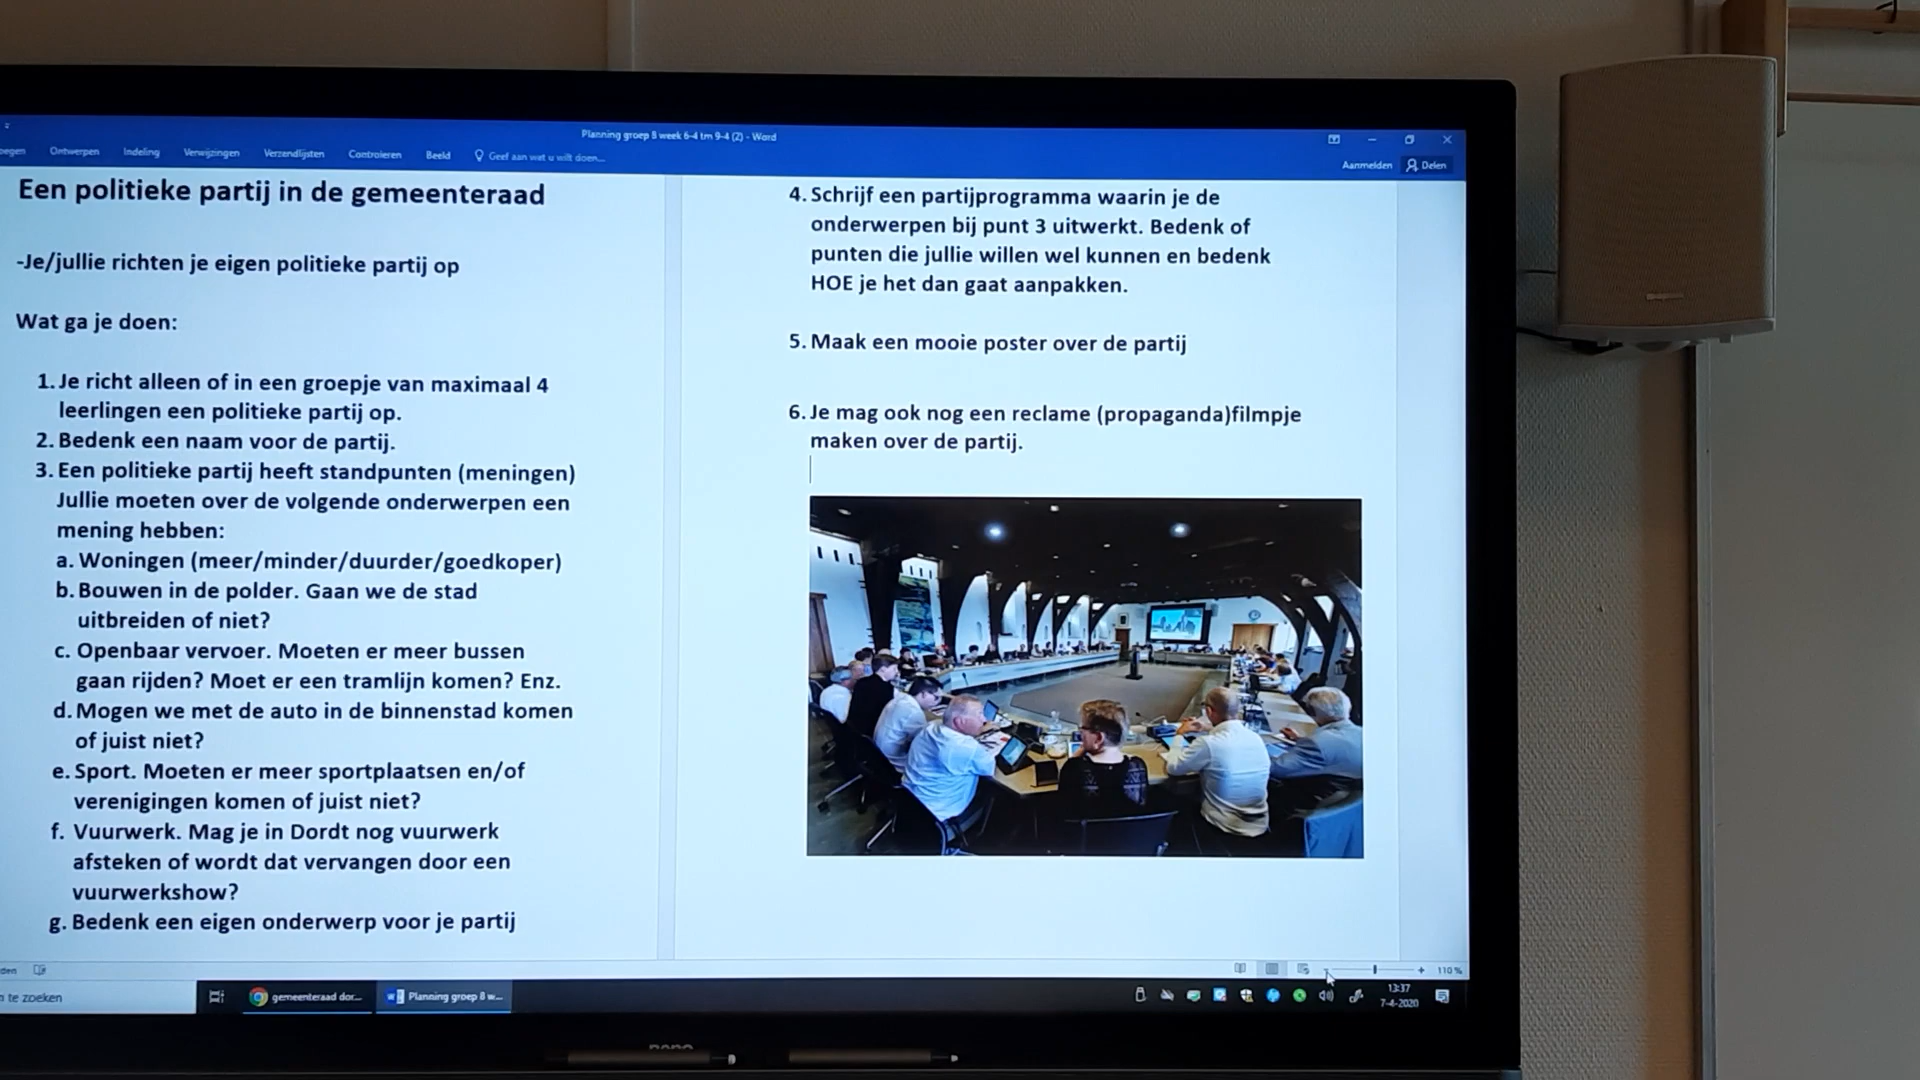 Planning groep 8 week 6-4 tm 9-4 (2) - Word
Ontwerpen Indeling Verwijzingen Verzendlijsten Controleren Beeld Geef aan wat u wilt doen...
Aanmelden Delen
Een politieke partij in de gemeenteraad
-Je/jullie richten je eigen politieke partij op
Wat ga je doen:
1. Je richt alleen of in een groepje van maximaal 4
leerlingen een politieke partij op.
2. Bedenk een naam voor de partij.
3. Een politieke partij heeft standpunten (meningen)
Jullie moeten over de volgende onderwerpen een
mening hebben:
a. Woningen (meer/minder/duurder/goedkoper)
b. Bouwen in de polder. Gaan we de stad
uitbreiden of niet?
c. Openbaar vervoer. Moeten er meer bussen
gaan rijden? Moet er een tramlijn komen? Enz.
d. Mogen we met de auto in de binnenstad komen
of juist niet?
e. Sport. Moeten er meer sportplaatsen en/of
verenigingen komen of juist niet?
f. Vuurwerk. Mag je in Dordt nog vuurwerk
afsteken of wordt dat vervangen door een
vuurwerkshow?
g. Bedenk een eigen onderwerp voor je partij
4. Schrijf een partijprogramma waarin je de
onderwerpen bij punt 3 uitwerkt. Bedenk of
punten die jullie willen wel kunnen en bedenk
HOE je het dan gaat aanpakken.
5. Maak een mooie poster over de partij
6. Je mag ook nog een reclame (propaganda)filmpje
maken over de partij.
110 %
te zoeken
gemeenteraad dor...
Planning groep 8 w...
13:37
7-4-2020